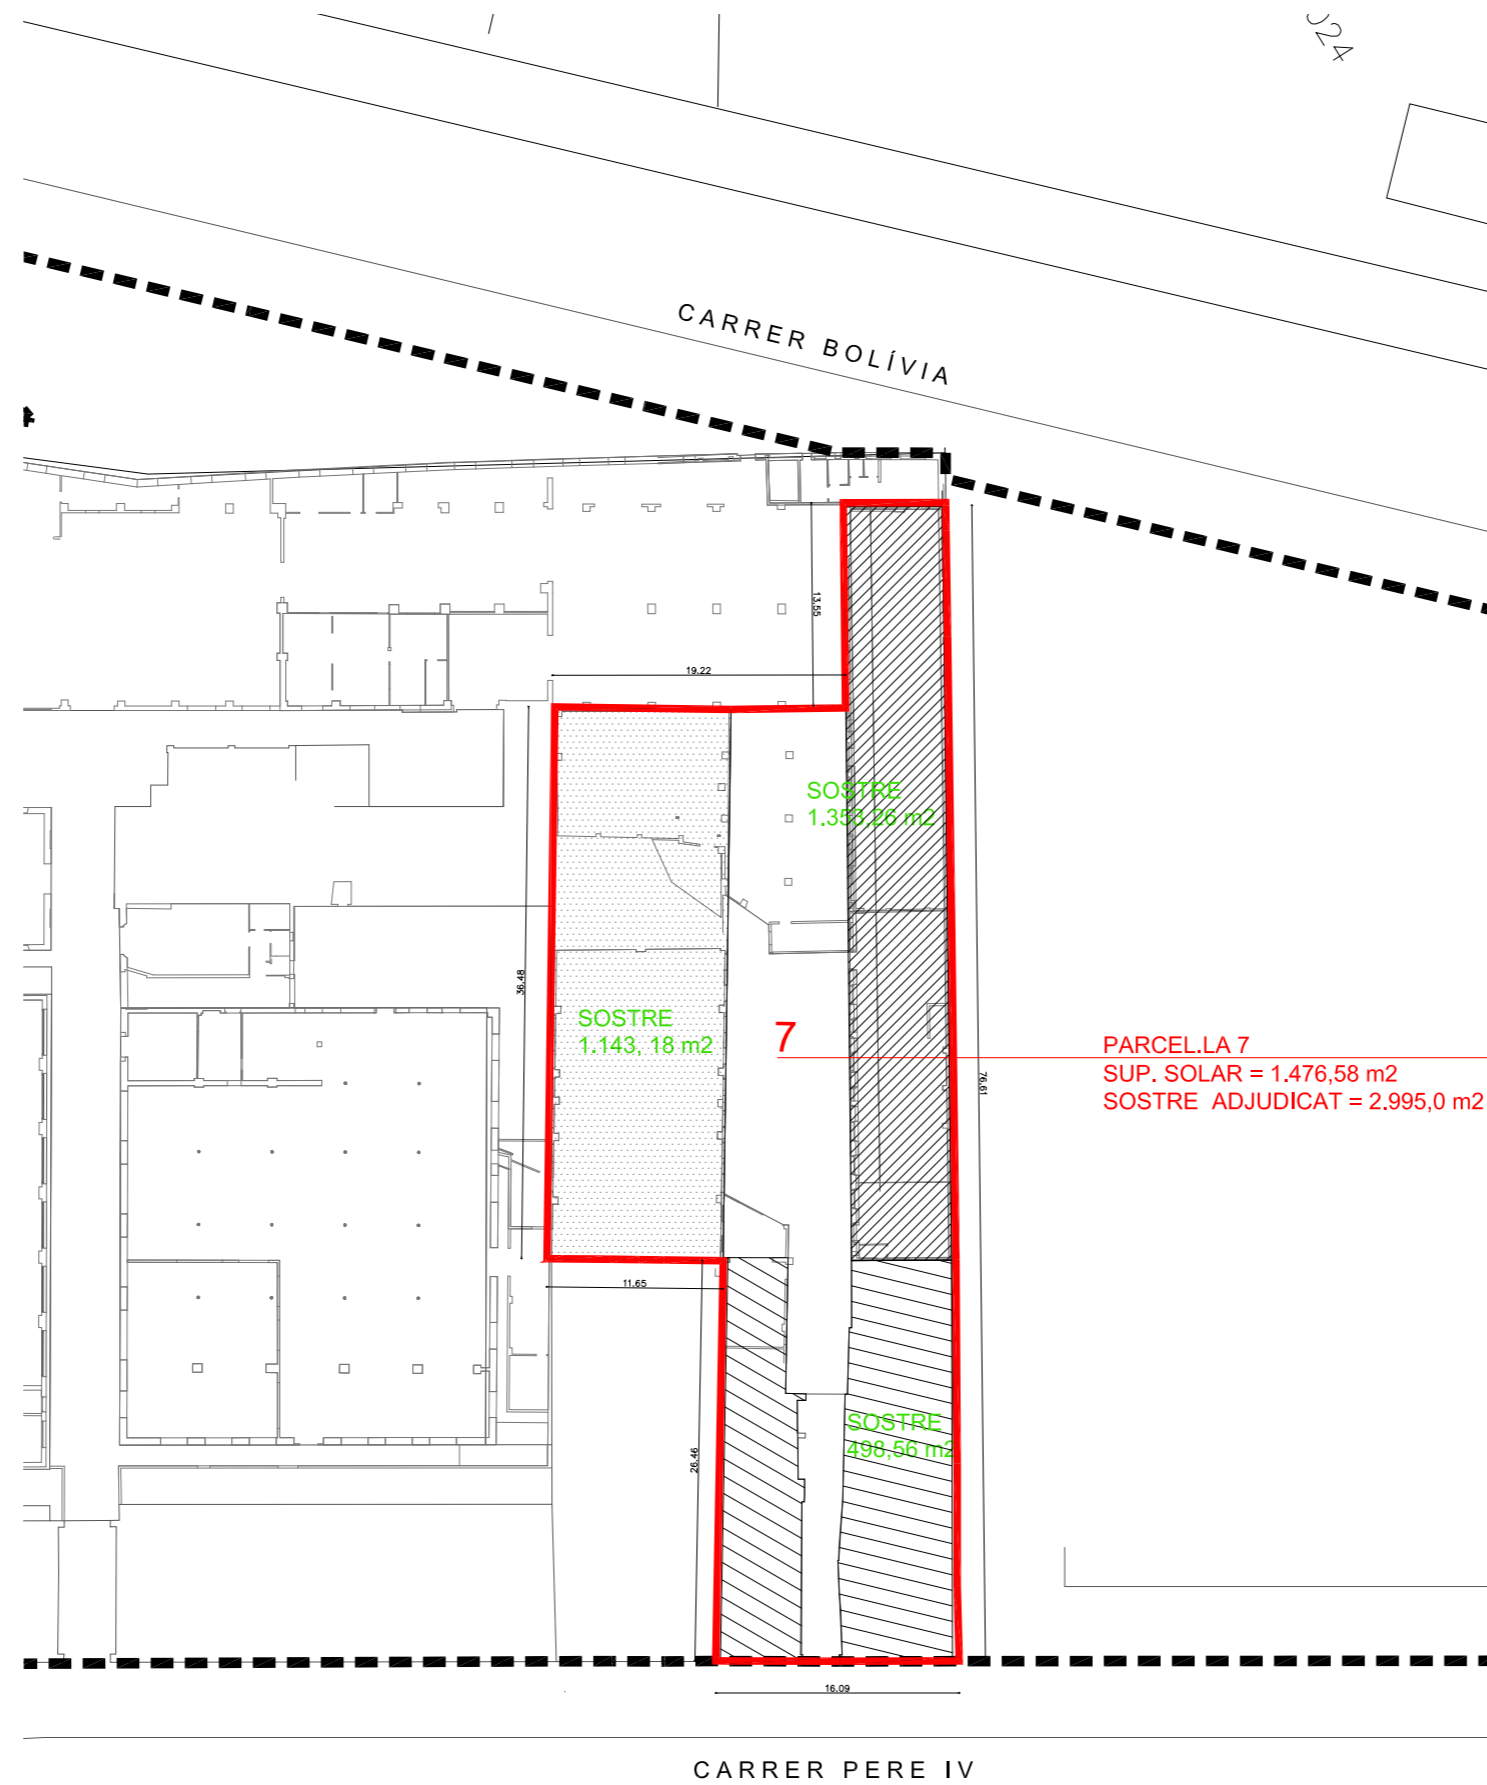 024
CARRER BOLÍVIA
13.55
19.22
SOSTRE
1.353,26 m2
36.48
SOSTRE
1.143, 18 m2
7
PARCEL.LA 7
SUP. SOLAR = 1.476,58 m2
SOSTRE ADJUDICAT = 2.995,0 m2
76.61
11.65
SOSTRE
498,56 m2
26.46
16.09
CARRER PERE IV